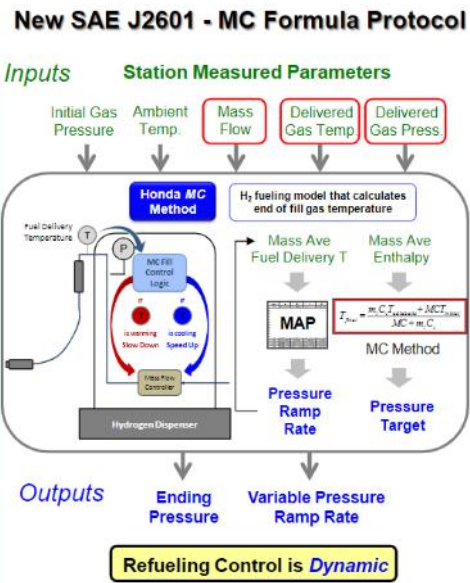 New SAE J2601 - MC Formula Protocol
Inputs
Station Measured Parameters
Initial Gas
Pressure
Ambient
Temp.
Mass
Flow
Delivered
Gas Temp.
Delivered
Gas Press.
Honda MC
Method
H₂ fueling model that calculates
end of fill gas temperature
Fuel Delivery
Temperature
T
P
MC Fill
Control
Logic
If
T
is warming
Slow Down
If
T
is cooling
Speed Up
Mass Flow
Controller
Hydrogen Dispenser
Mass Ave
Fuel Delivery T
MAP
Pressure
Ramp
Rate
Mass Ave
Enthalpy
MC Method
Pressure
Target
Outputs
Ending
Pressure
Variable Pressure
Ramp Rate
Refueling Control is Dynamic